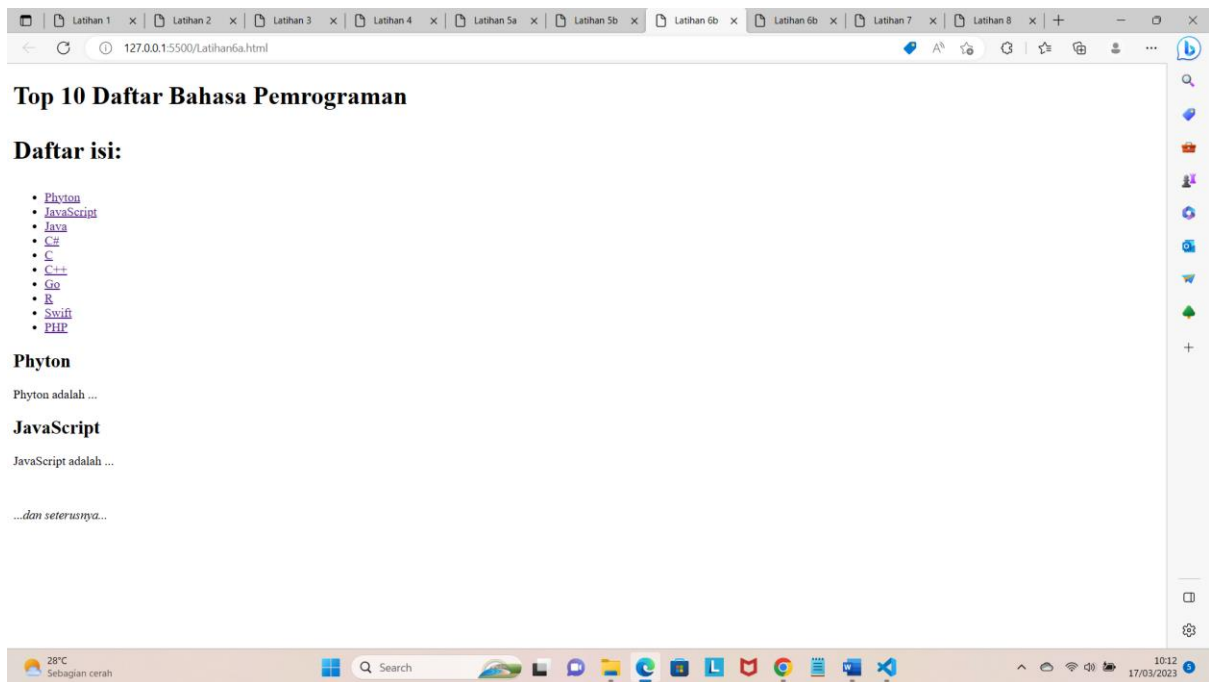 Latihan 1
Latihan 2
Latihan 3
Latihan 4
Latihan 5a
Latihan 5b
Latihan 6b
Latihan 6b
Latihan 7
Latihan 8
127.0.0.1:5500/Latihan6a.html
Top 10 Daftar Bahasa Pemrograman
Daftar isi:
• Phyton
• JavaScript
• Java
• C#
• C
• C++
• Go
• R
• Swift
• PHP
Phyton
Phyton adalah ...
JavaScript
JavaScript adalah ...
...dan seterusnya...
28°C
Sebagian cerah
Search
10:12
17/03/2023
5